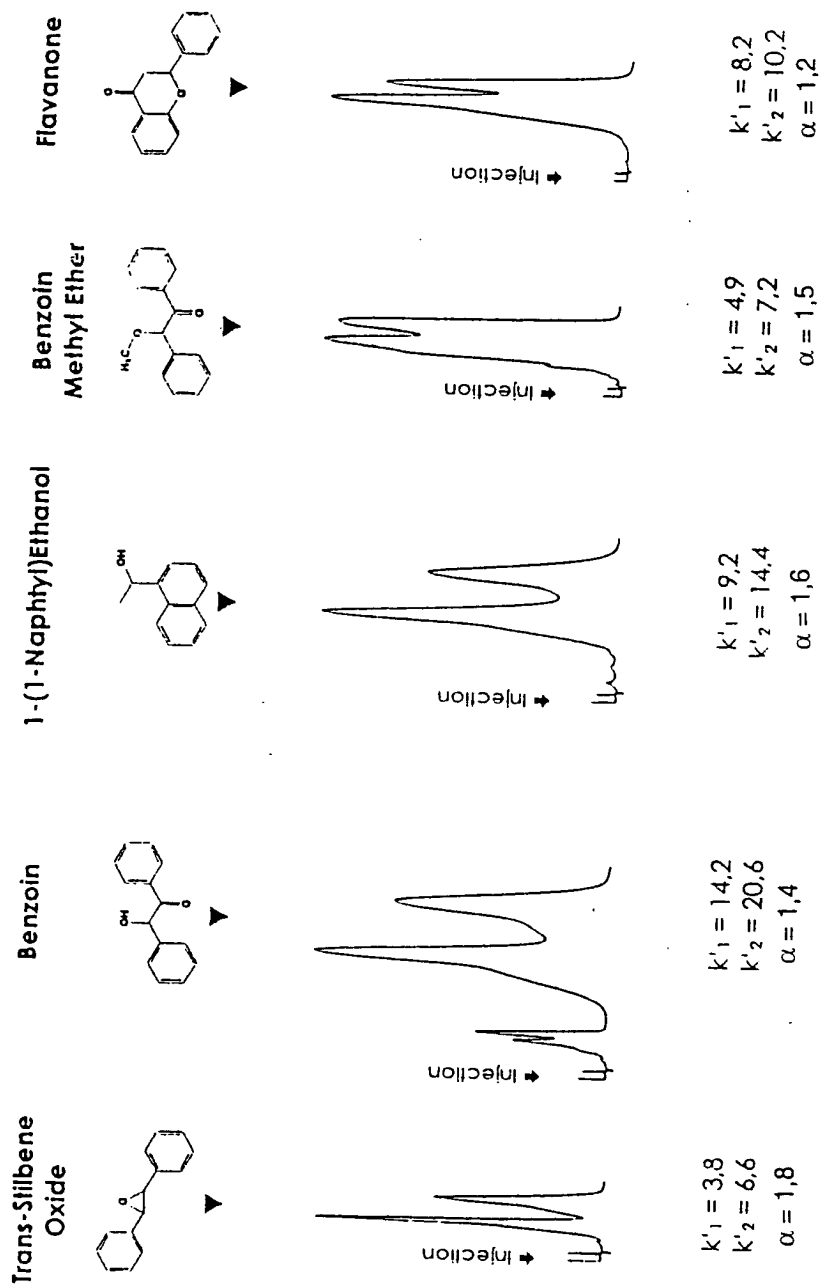 Trans-Stilbene
Oxide
O
Injection
k'1 = 3,8
k'2 = 6,6
α = 1,8
Benzoin
OH
O
Injection
k'1 = 14,2
k'2 = 20,6
α = 1,4
1-(1-Naphtyl)Ethanol
OH
Injection
k'1 = 9,2
k'2 = 14,4
α = 1,6
Benzoin
Methyl Ether
H₃C
O
O
Injection
k'1 = 4,9
k'2 = 7,2
α = 1,5
Flavanone
O
O
Injection
k'1 = 8,2
k'2 = 10,2
α = 1,2